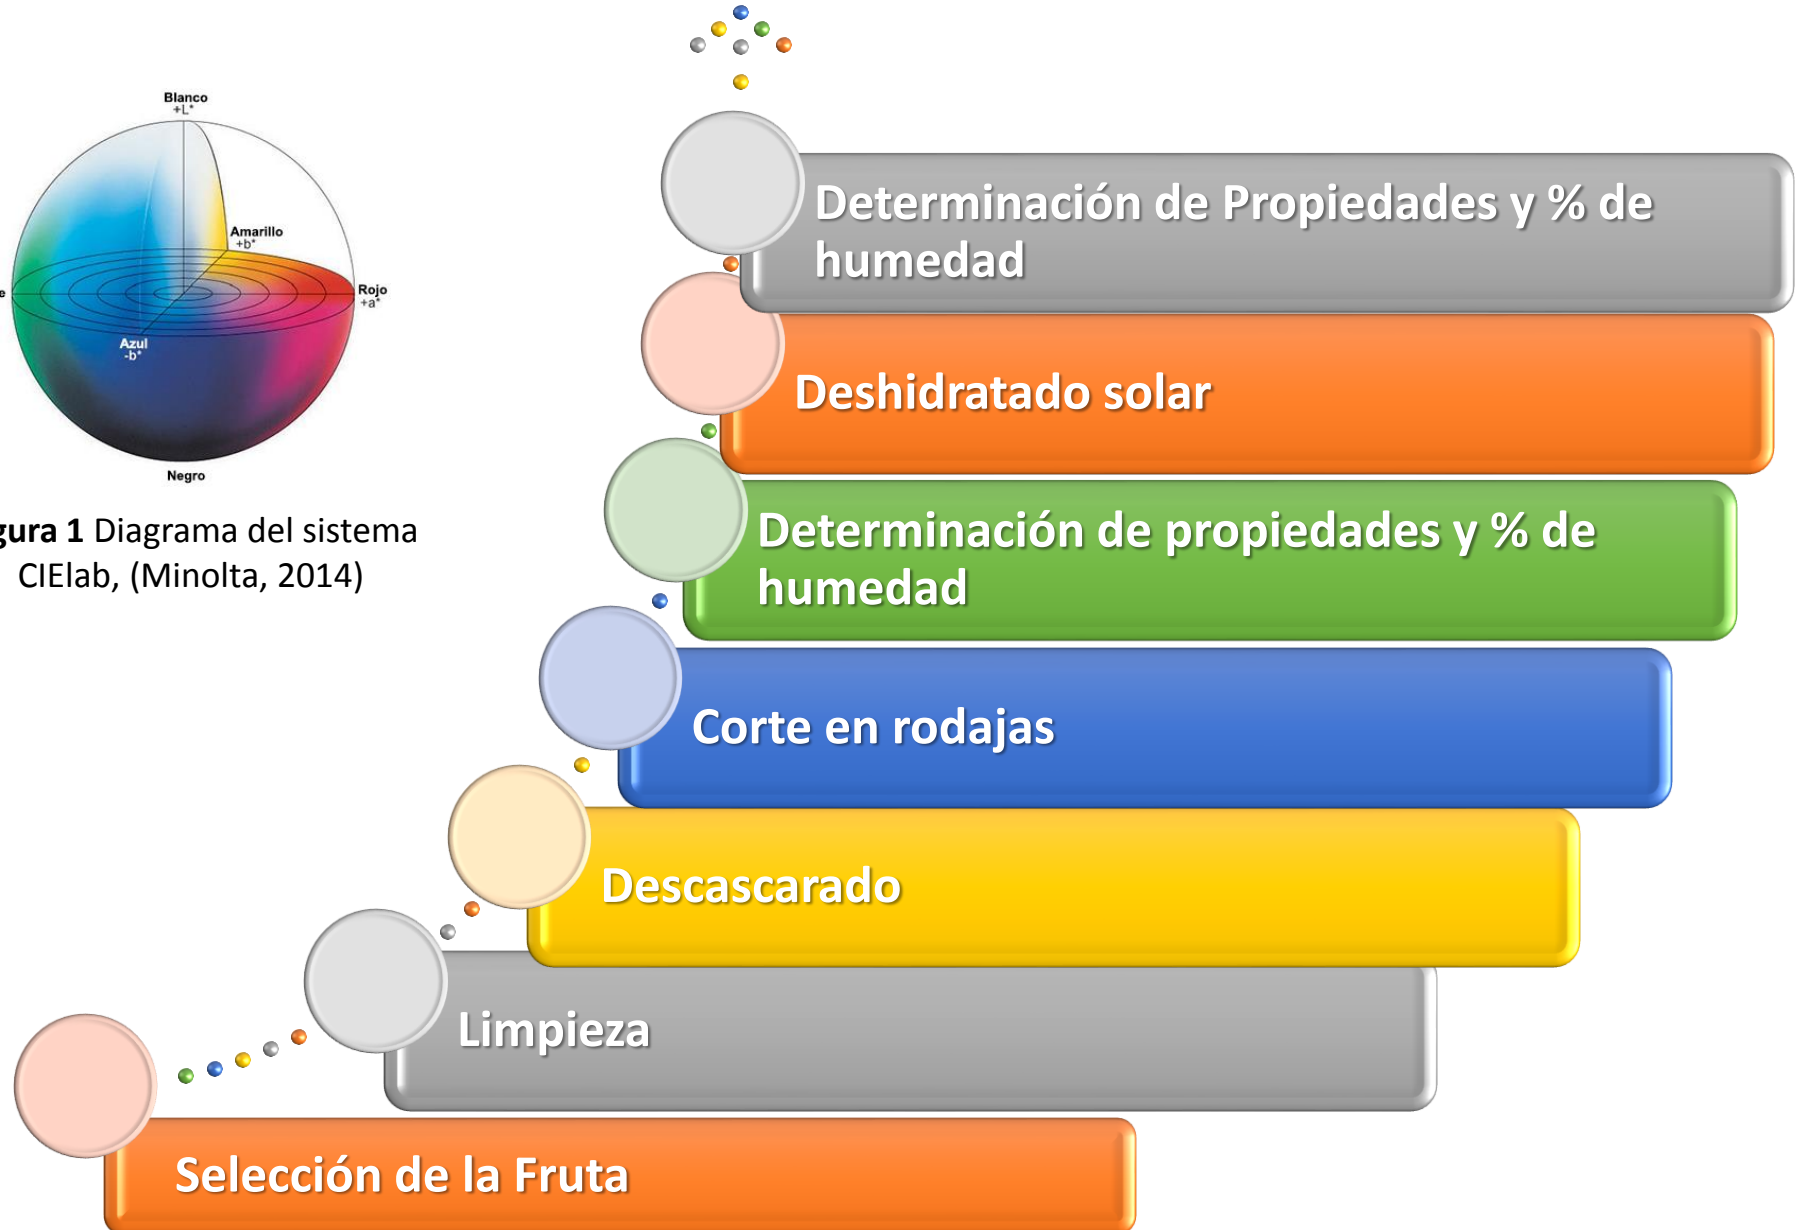 Blanco
+L*
Amarillo
+b*
Rojo
+a*
Azul
-b*
Negro
gura 1 Diagrama del sistema
CIElab, (Minolta, 2014)
Determinación de Propiedades y % de
humedad
Deshidratado solar
Determinación de propiedades y % de
humedad
Corte en rodajas
Descascarado
Limpieza
Selección de la Fruta